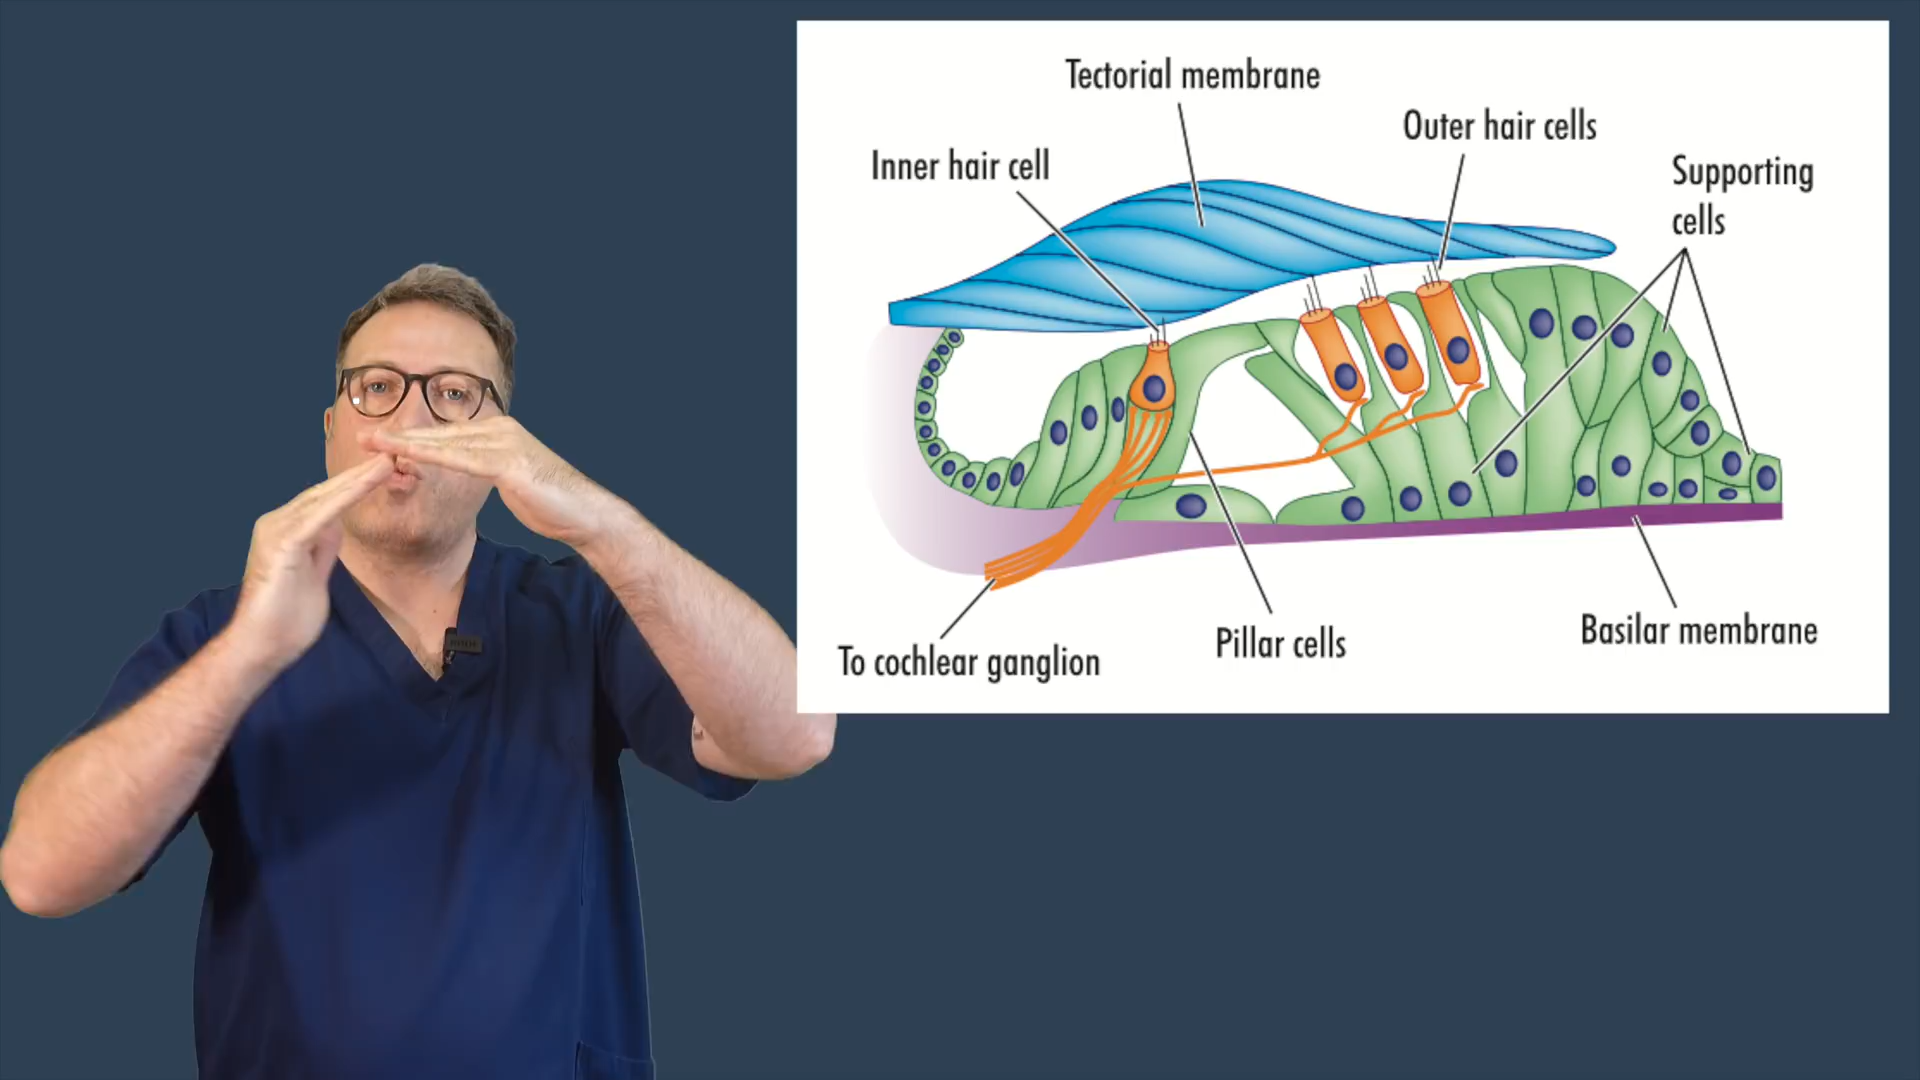 Tectorial membrane
Outer hair cells
Inner hair cell
Supporting
cells
To cochlear ganglion
Pillar cells
Basilar membrane